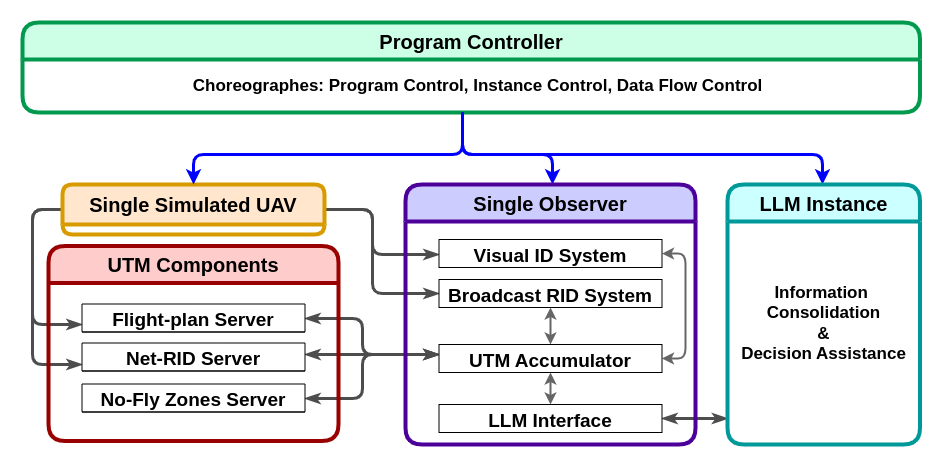 Program Controller
Choreographes: Program Control, Instance Control, Data Flow Control
Single Simulated UAV
UTM Components
Flight-plan Server
Net-RID Server
No-Fly Zones Server
Single Observer
Visual ID System
Broadcast RID System
UTM Accumulator
LLM Interface
LLM Instance
Information
Consolidation
&
Decision Assistance